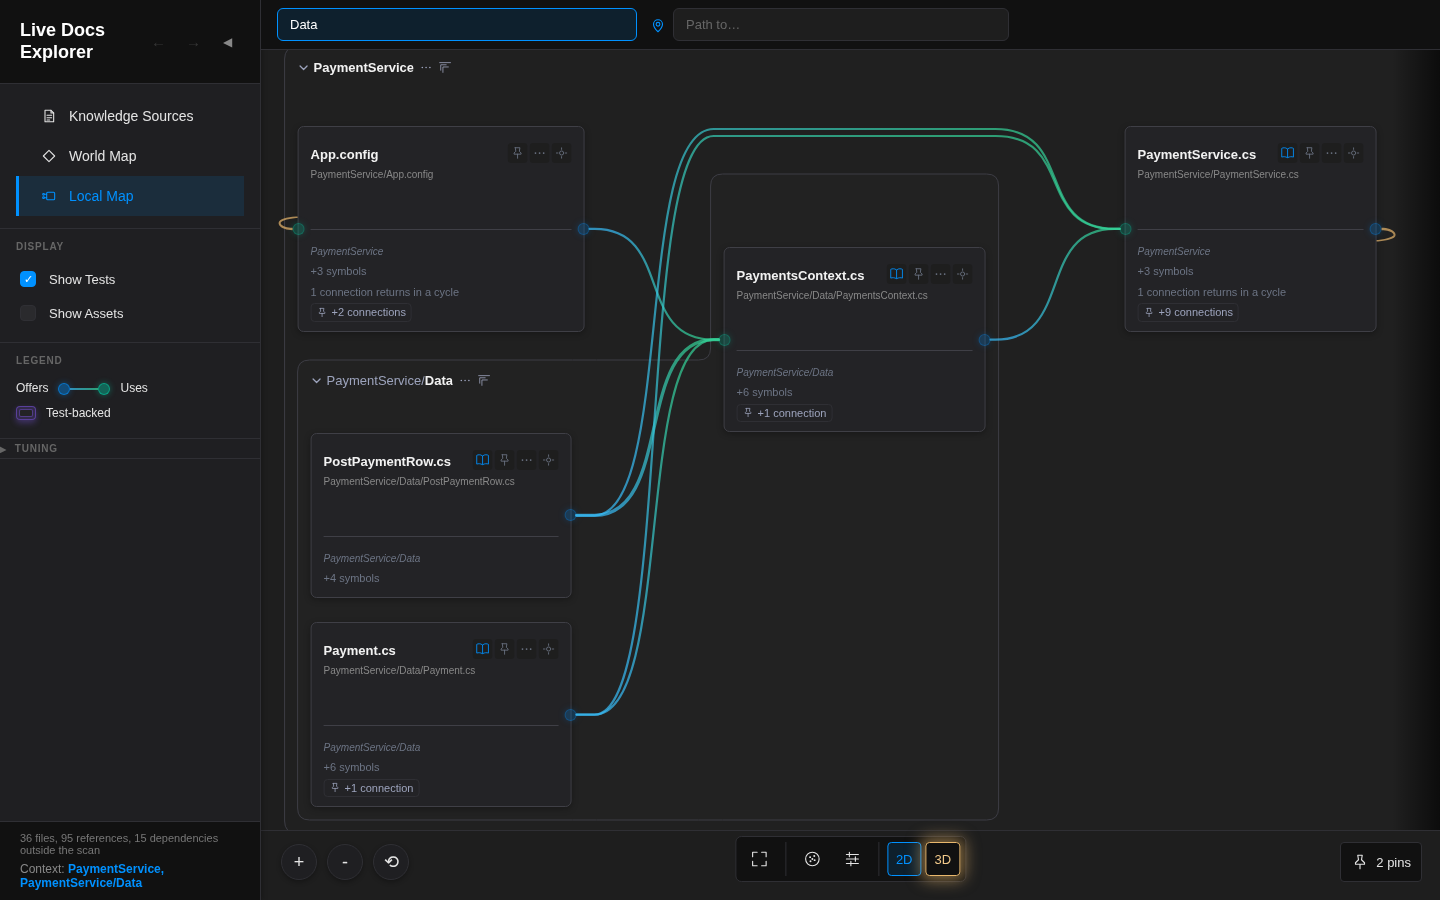 Live Docs
Explorer
Data
Path to…
Knowledge Sources
World Map
Local Map
DISPLAY
Show Tests
Show Assets
LEGEND
Offers
Uses
Test-backed
TUNING
36 files, 95 references, 15 dependencies
outside the scan
Context: PaymentService,
PaymentService/Data
PaymentService
App.config
PaymentService/App.config
PaymentService
+3 symbols
1 connection returns in a cycle
+2 connections
PaymentService/Data
PostPaymentRow.cs
PaymentService/Data/PostPaymentRow.cs
PaymentService/Data
+4 symbols
Payment.cs
PaymentService/Data/Payment.cs
PaymentService/Data
+6 symbols
+1 connection
PaymentsContext.cs
PaymentService/Data/PaymentsContext.cs
PaymentService/Data
+6 symbols
+1 connection
PaymentService.cs
PaymentService/PaymentService.cs
PaymentService
+3 symbols
1 connection returns in a cycle
+9 connections
+ - ⟲
2D 3D
2 pins